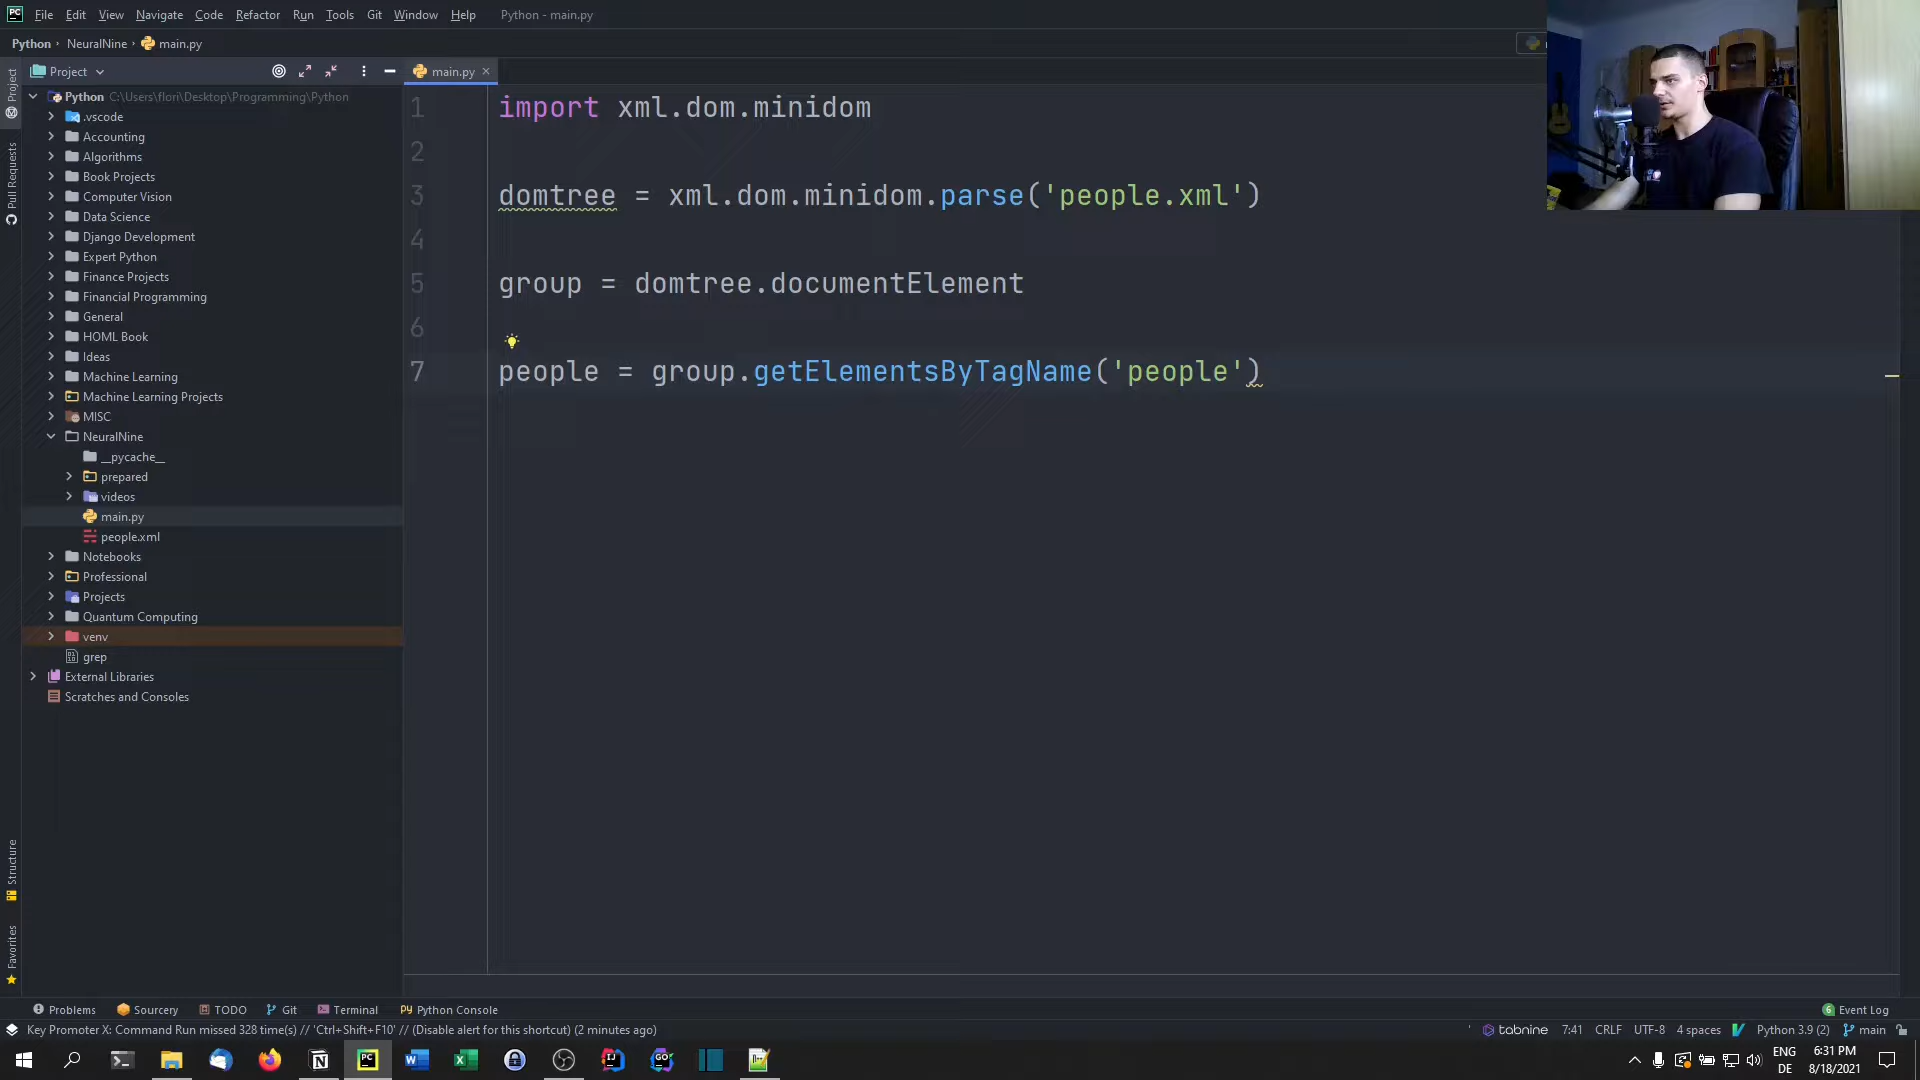 File Edit View Navigate Code Refactor Run Tools Git Window Help Python - main.py
Python NeuralNine main.py
Project main.py
Python C:\Users\flori\Desktop\Programming\Python
.vscode
Accounting
Algorithms
Book Projects
Computer Vision
Data Science
Django Development
Expert Python
Finance Projects
Financial Programming
General
HOML Book
Ideas
Machine Learning
Machine Learning Projects
MISC
NeuralNine
__pycache__
prepared
videos
main.py
people.xml
Notebooks
Professional
Projects
Quantum Computing
venv
grep
External Libraries
Scratches and Consoles
Project
Pull Requests
Structure
Favorites
1 import xml.dom.minidom
2
3 domtree = xml.dom.minidom.parse('people.xml')
4
5 group = domtree.documentElement
6
7 people = group.getElementsByTagName('people')
Problems Sourcery TODO Git Terminal Python Console Event Log
Key Promoter X: Command Run missed 328 time(s) // 'Ctrl+Shift+F10' // (Disable alert for this shortcut) (2 minutes ago) tabnine 7:41 CRLF UTF-8 4 spaces Python 3.9 (2) main
ENG 6:31 PM
DE 8/18/2021